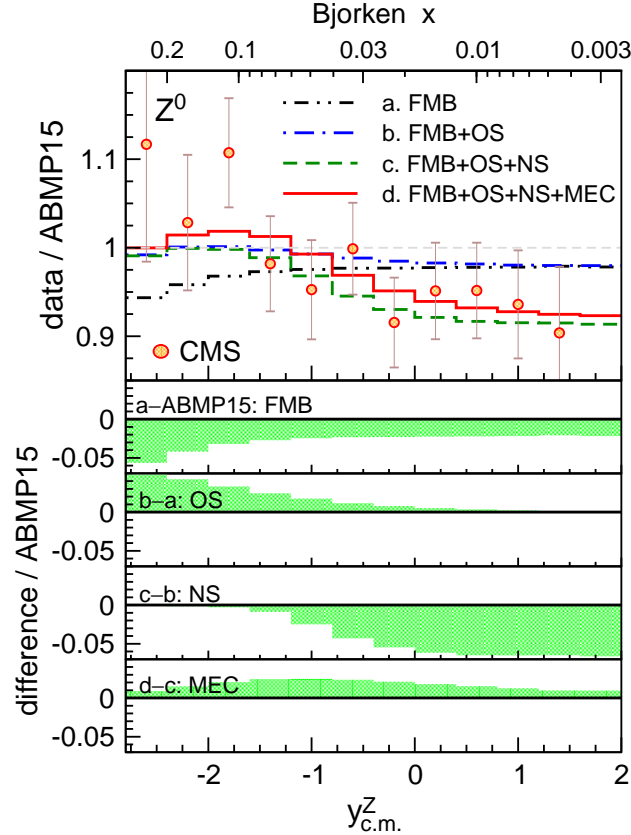 Bjorken x
0.2 0.1 0.03 0.01 0.003
Z⁰
a. FMB
b. FMB+OS
c. FMB+OS+NS
d. FMB+OS+NS+MEC
1.1
1
0.9
data / ABMP15
CMS
a–ABMP15: FMB
0
-0.05
b–a: OS
0
-0.05
c–b: NS
0
-0.05
d–c: MEC
0
-0.05
difference / ABMP15
-2 -1 0 1 2
y^Z_c.m.